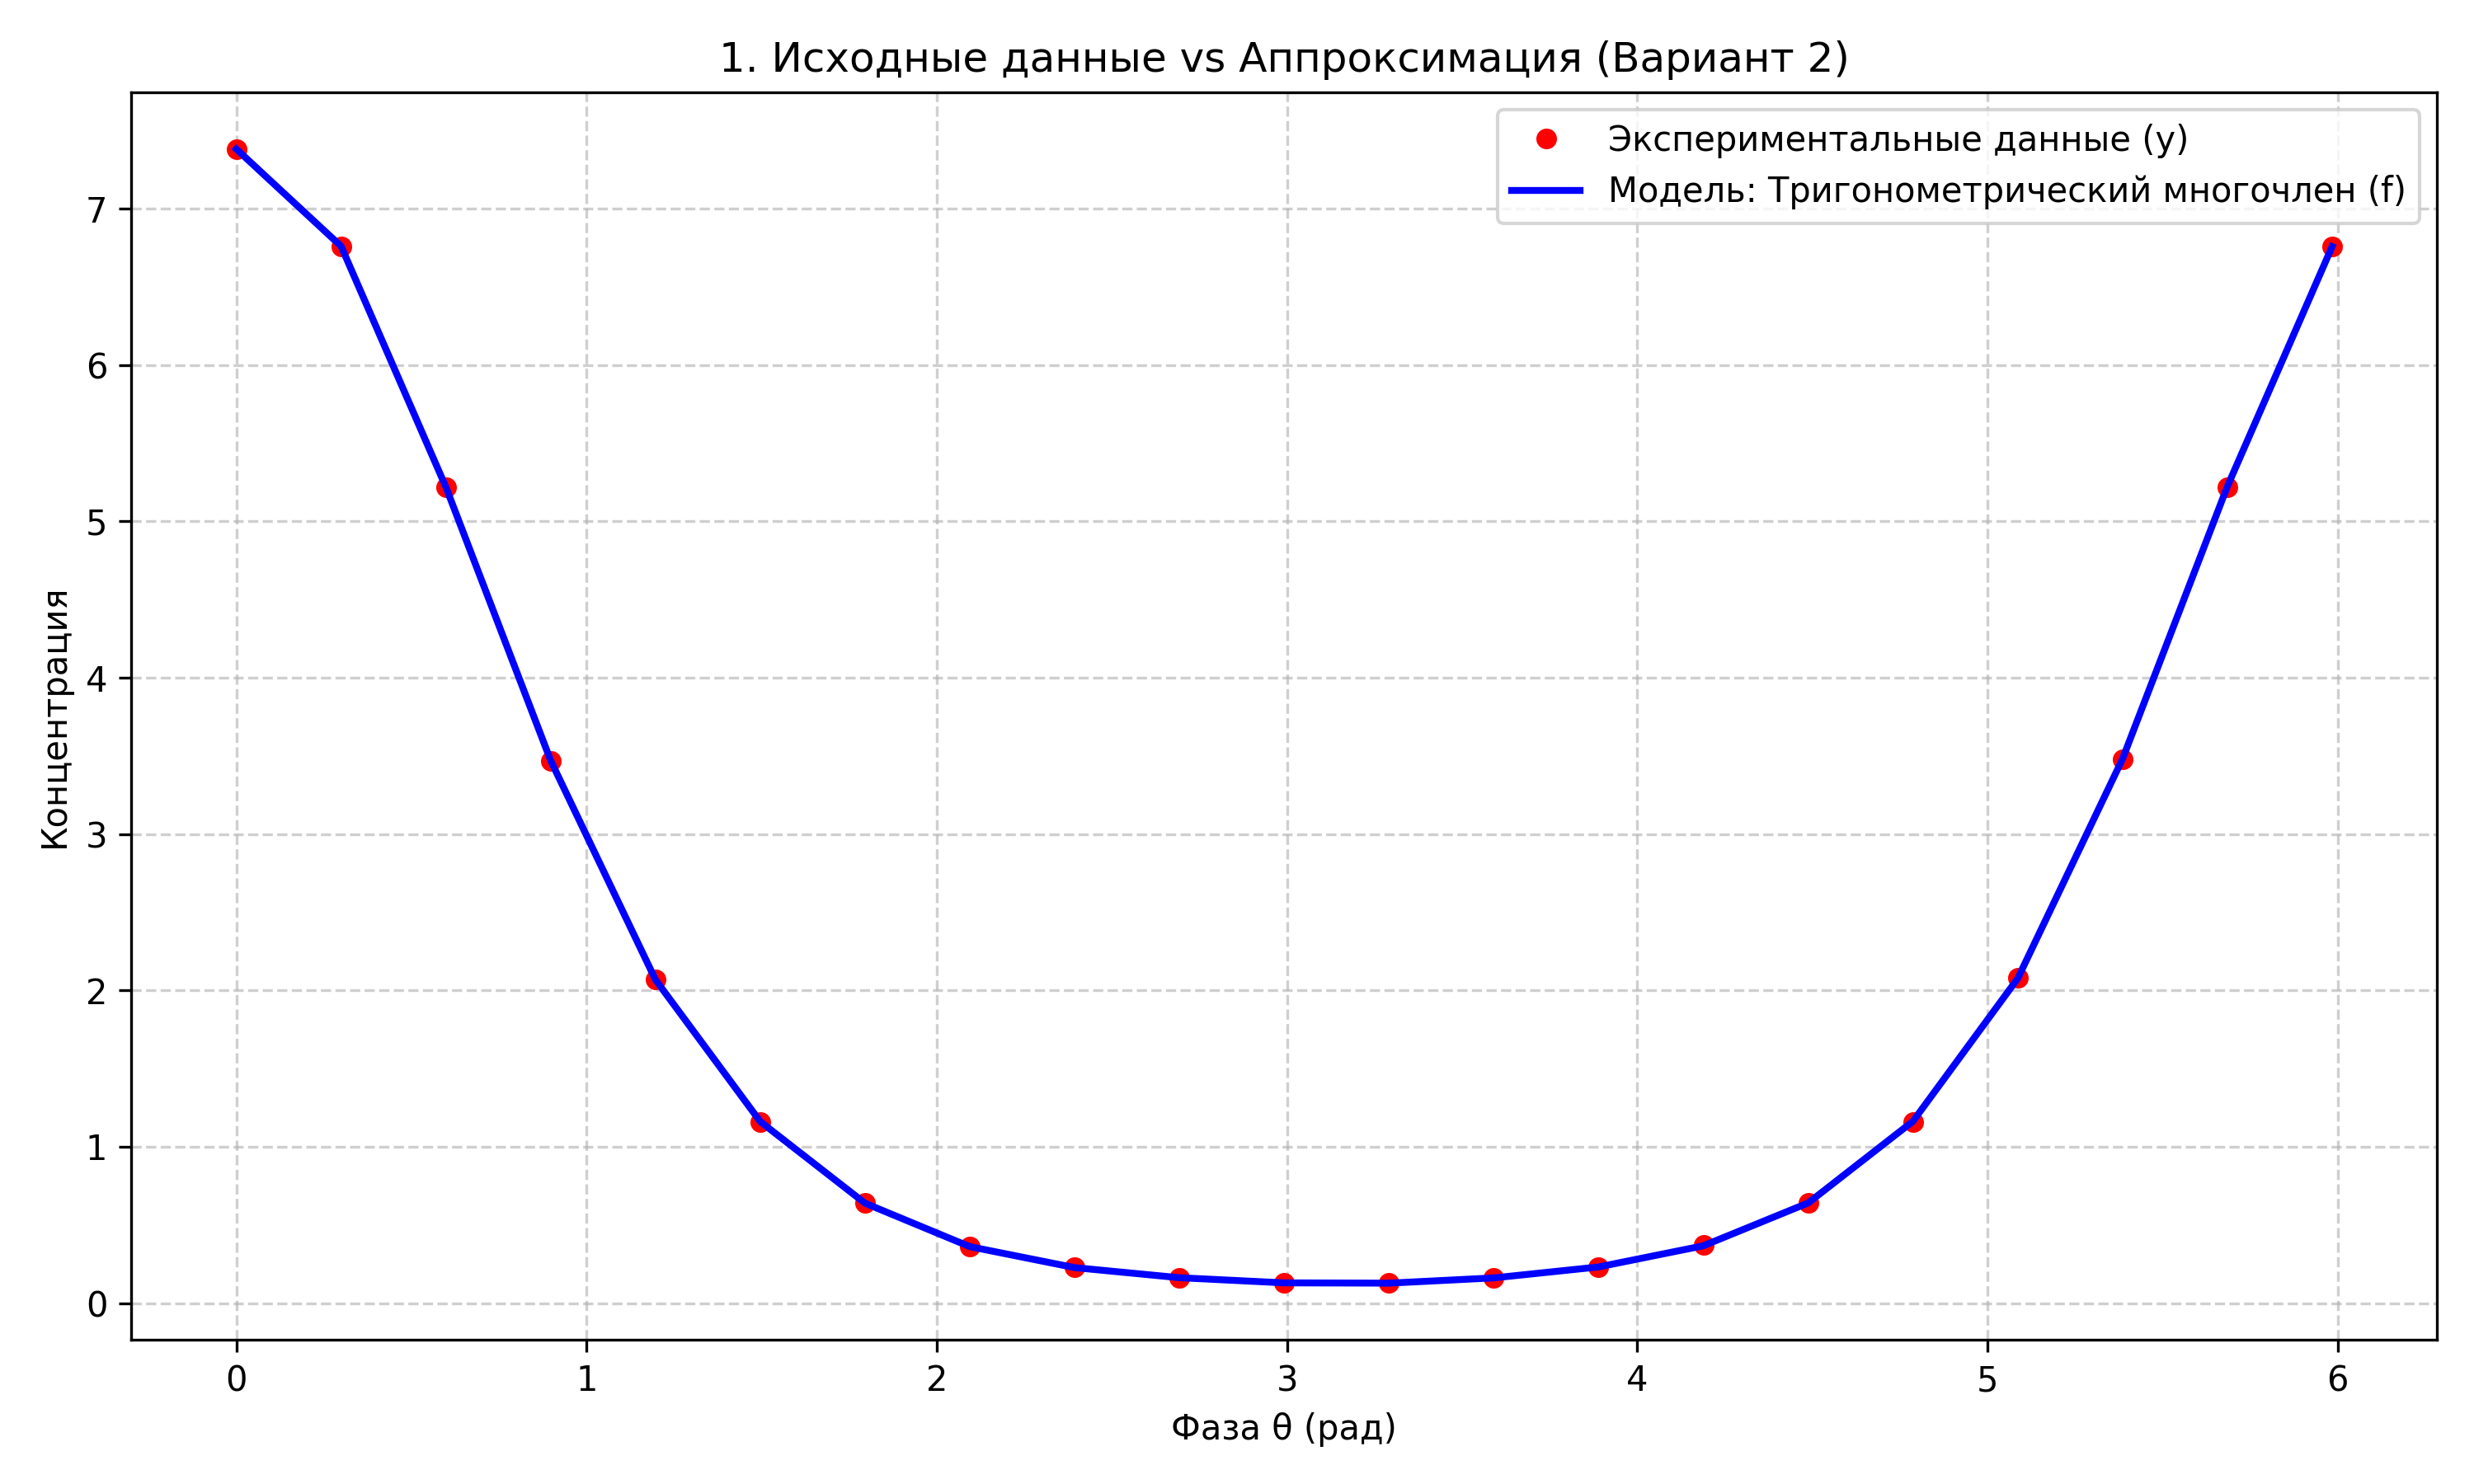 1. Исходные данные vs Аппроксимация (Вариант 2)
Экспериментальные данные (y)
Модель: Тригонометрический многочлен (f)
7
6
5
4
3
2
1
0
Концентрация
0 1 2 3 4 5 6
Фаза θ (рад)